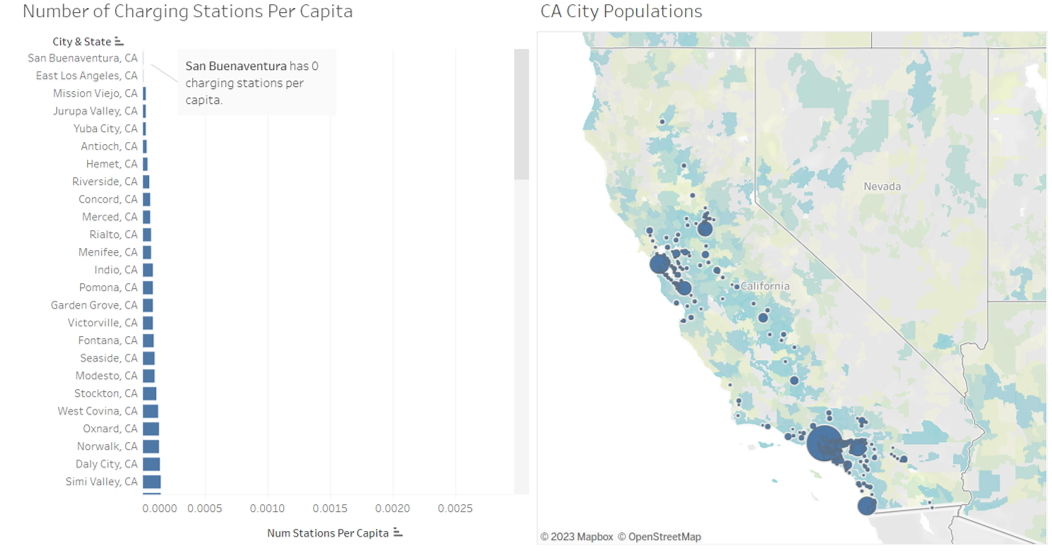 Number of Charging Stations Per Capita
City & State
San Buenaventura, CA
East Los Angeles, CA
Mission Viejo, CA
Jurupa Valley, CA
Yuba City, CA
Antioch, CA
Hemet, CA
Riverside, CA
Concord, CA
Merced, CA
Rialto, CA
Menifee, CA
Indio, CA
Pomona, CA
Garden Grove, CA
Victorville, CA
Fontana, CA
Seaside, CA
Modesto, CA
Stockton, CA
West Covina, CA
Oxnard, CA
Norwalk, CA
Daly City, CA
Simi Valley, CA
San Buenaventura has 0
charging stations per
capita.
0.0000 0.0005 0.0010 0.0015 0.0020 0.0025
Num Stations Per Capita
CA City Populations
Nevada
California
© 2023 Mapbox © OpenStreetMap